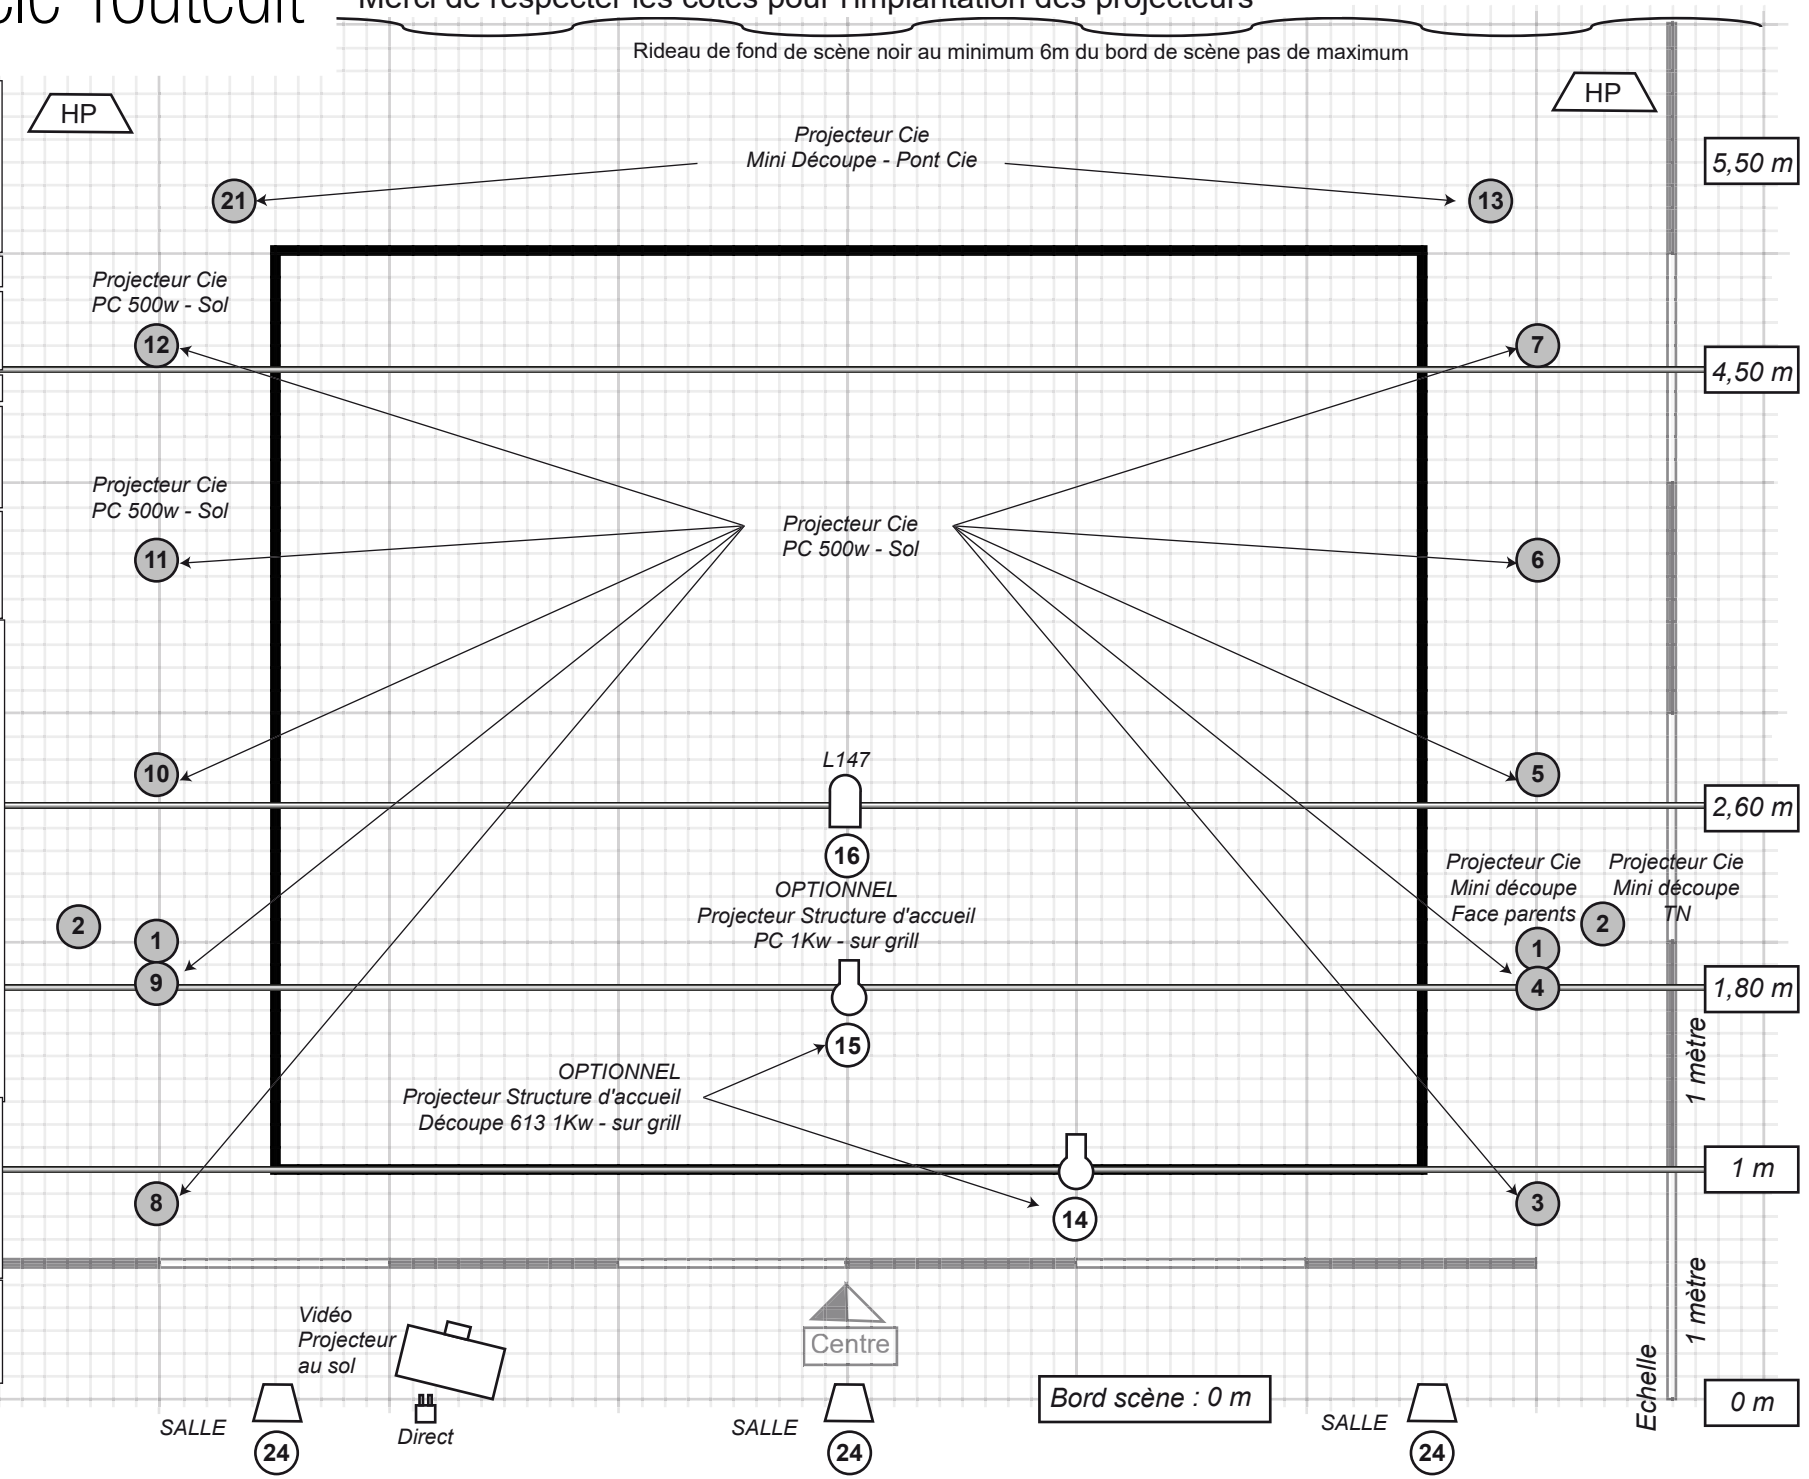 cie Toutedit
Merci de respecter les cotes pour l'implantation des projecteurs
Rideau de fond de scène noir au minimum 6m du bord de scène pas de maximum
HP
HP
Projecteur Cie
Mini Découpe - Pont Cie
5,50 m
21
13
Projecteur Cie
PC 500w - Sol
12
7
4,50 m
Projecteur Cie
PC 500w - Sol
Projecteur Cie
PC 500w - Sol
11
6
L147
10
5
2,60 m
16
OPTIONNEL
Projecteur Structure d'accueil
PC 1Kw - sur grill
Projecteur Cie
Mini découpe
Face parents
Projecteur Cie
Mini découpe
TN
2
1
2
1
9
4
1,80 m
15
1 mètre
OPTIONNEL
Projecteur Structure d'accueil
Découpe 613 1Kw - sur grill
1 m
8
14
3
1 mètre
Vidéo
Projecteur
au sol
Centre
Echelle
Bord scène : 0 m
0 m
SALLE
Direct
SALLE
SALLE
24
24
24